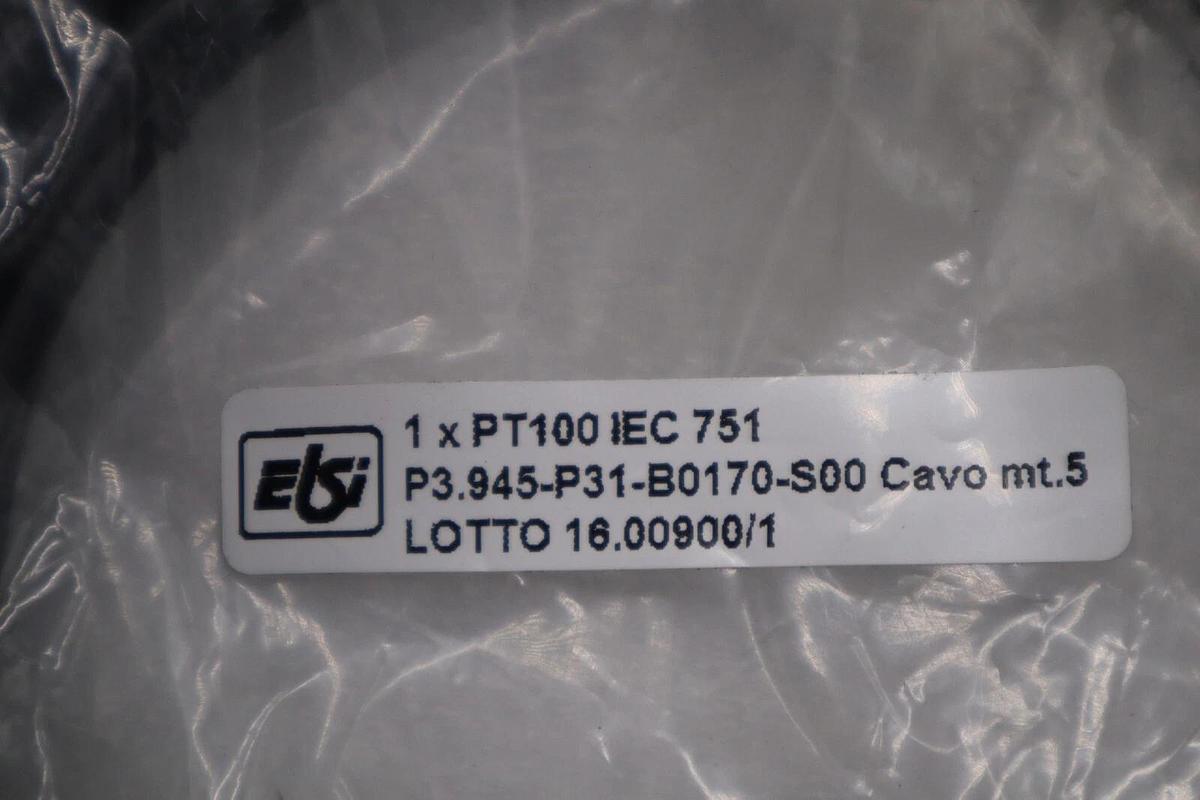 Elsi
1 x PT100 IEC 751
P3.945-P31-B0170-S00 Cavo mt.5
LOTTO 16.00900/1